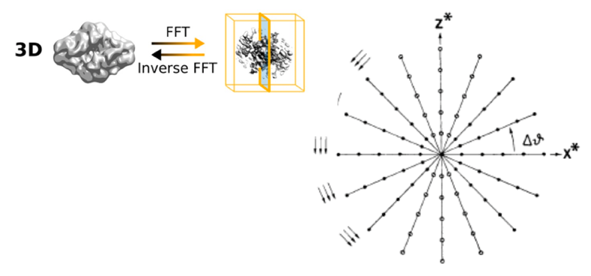 3D
FFT
Inverse FFT
z*
Δϑ
x*